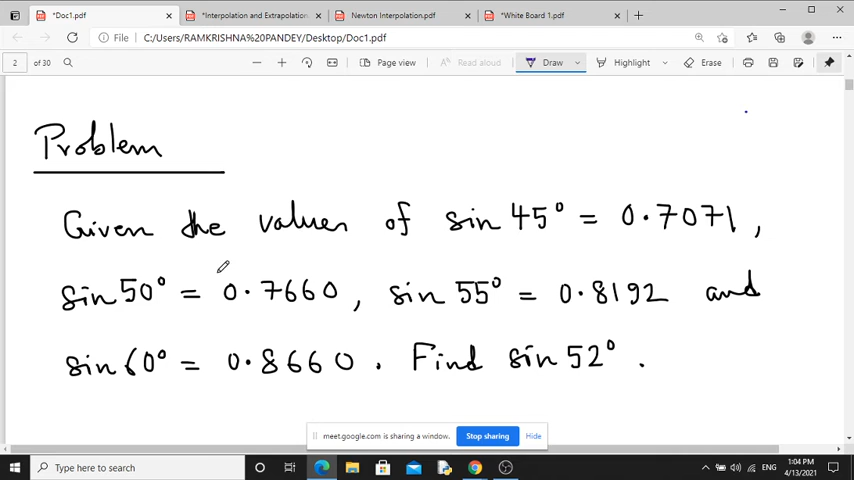 *Doc1.pdf
*Interpolation and Extrapolation
Newton Interpolation.pdf
*White Board 1.pdf
File C:/Users/RAMKRISHNA%20PANDEY/Desktop/Doc1.pdf
2 of 30
Page view
Read aloud
Draw
Highlight
Erase
Problem
Given the values of sin 45° = 0.7071,
sin 50° = 0.7660, sin 55° = 0.8192 and
sin 60° = 0.8660. Find sin 52°.
meet.google.com is sharing a window.
Stop sharing
Hide
Type here to search
ENG
1:04 PM
4/13/2021